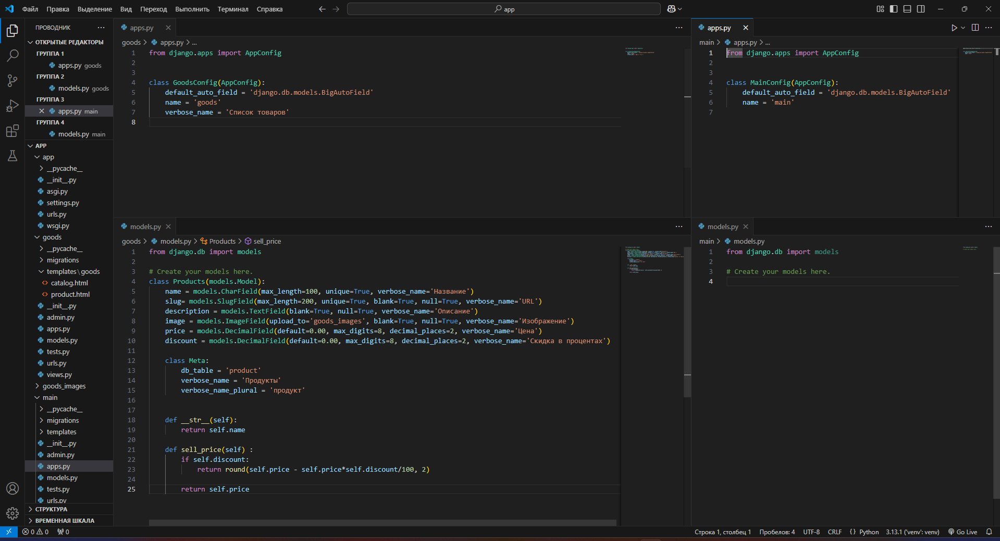 Файл Правка Выделение Вид Переход Выполнить Терминал Справка
app
ПРОВОДНИК
ОТКРЫТЫЕ РЕДАКТОРЫ
ГРУППА 1
apps.py goods
ГРУППА 2
models.py goods
ГРУППА 3
apps.py main
ГРУППА 4
models.py main
APP
app
__pycache__
__init__.py
asgi.py
settings.py
urls.py
wsgi.py
goods
__pycache__
migrations
templates\goods
catalog.html
product.html
__init__.py
admin.py
apps.py
models.py
tests.py
urls.py
views.py
goods_images
main
__pycache__
migrations
templates
__init__.py
admin.py
apps.py
models.py
tests.py
urls.py
СТРУКТУРА
ВРЕМЕННАЯ ШКАЛА
apps.py
goods > apps.py > ...
1 from django.apps import AppConfig
2
3
4 class GoodsConfig(AppConfig):
5     default_auto_field = 'django.db.models.BigAutoField'
6     name = 'goods'
7     verbose_name = 'Список товаров'
8
apps.py
main > apps.py > ...
1 from django.apps import AppConfig
2
3
4 class MainConfig(AppConfig):
5     default_auto_field = 'django.db.models.BigAutoField'
6     name = 'main'
7
models.py
goods > models.py > Products > sell_price
1 from django.db import models
2
3 # Create your models here.
4 class Products(models.Model):
5     name = models.CharField(max_length=100, unique=True, verbose_name='Название')
6     slug= models.SlugField(max_length=200, unique=True, blank=True, null=True, verbose_name='URL')
7     description = models.TextField(blank=True, null=True, verbose_name='Описание')
8     image = models.ImageField(upload_to='goods_images', blank=True, null=True, verbose_name='Изображение')
9     price = models.DecimalField(default=0.00, max_digits=8, decimal_places=2, verbose_name='Цена')
10     discount = models.DecimalField(default=0.00, max_digits=8, decimal_places=2, verbose_name='Скидка в процентах')
11
12     class Meta:
13         db_table = 'product'
14         verbose_name = 'Продукты'
15         verbose_name_plural = 'продукт'
16
17
18     def __str__(self):
19         return self.name
20
21     def sell_price(self) :
22         if self.discount:
23             return round(self.price - self.price*self.discount/100, 2)
24
25         return self.price
models.py
main > models.py
1 from django.db import models
2
3 # Create your models here.
4
0 0 0
Строка 1, столбец 1 Пробелов: 4 UTF-8 CRLF {} Python 3.13.1 ('venv': venv) Go Live